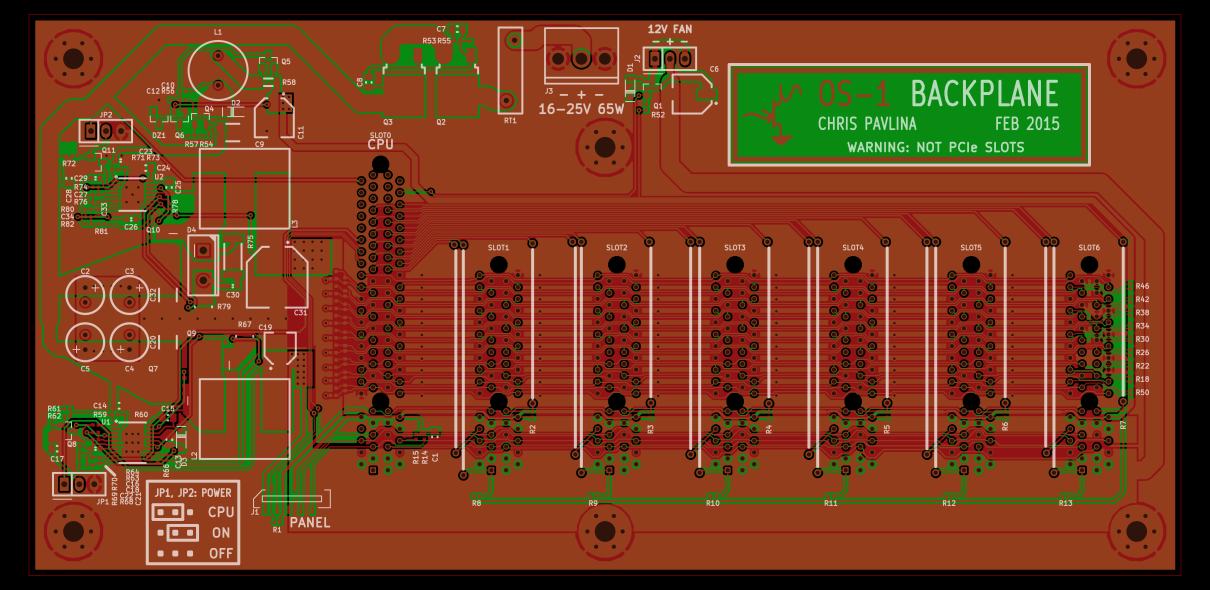 L1
C7
R53 R55
12V FAN
- + -
J2
Q5
R58
C8
D1
C6
J3
- + -
16-25V 65W
Q1
R52
RT1
Q3
Q2
C12
D2
Q4
DZ1
Q6
R57 R54
C9
C11
JP2
SLOT0
CPU
OS-1 BACKPLANE
CHRIS PAVLINA FEB 2015
WARNING: NOT PCIe SLOTS
Q11
C23
R71 R73
R72
C24
C29
U2
R74
C25
C27
C28
R76
R78
R80
C33
C34
R82
C26
R81
Q10
D4
R75
L3
SLOT1
SLOT2
SLOT3
SLOT4
SLOT5
SLOT6
C2
C3
C32
C30
R79
C31
R46
R42
R38
R34
R30
R26
R22
R18
R50
C20
Q9
R67
C19
C5
C4
Q7
R61
R62
C14
R59
R60
C15
U1
Q8
C17
C13
D3
L2
R66
R64
R63
C16
C18
R68
R70
R69
C21
JP1
R15
R14
C1
R2
R3
R4
R5
R6
R7
JP1, JP2: POWER
CPU
ON
OFF
J1
R1
PANEL
R8
R9
R10
R11
R12
R13